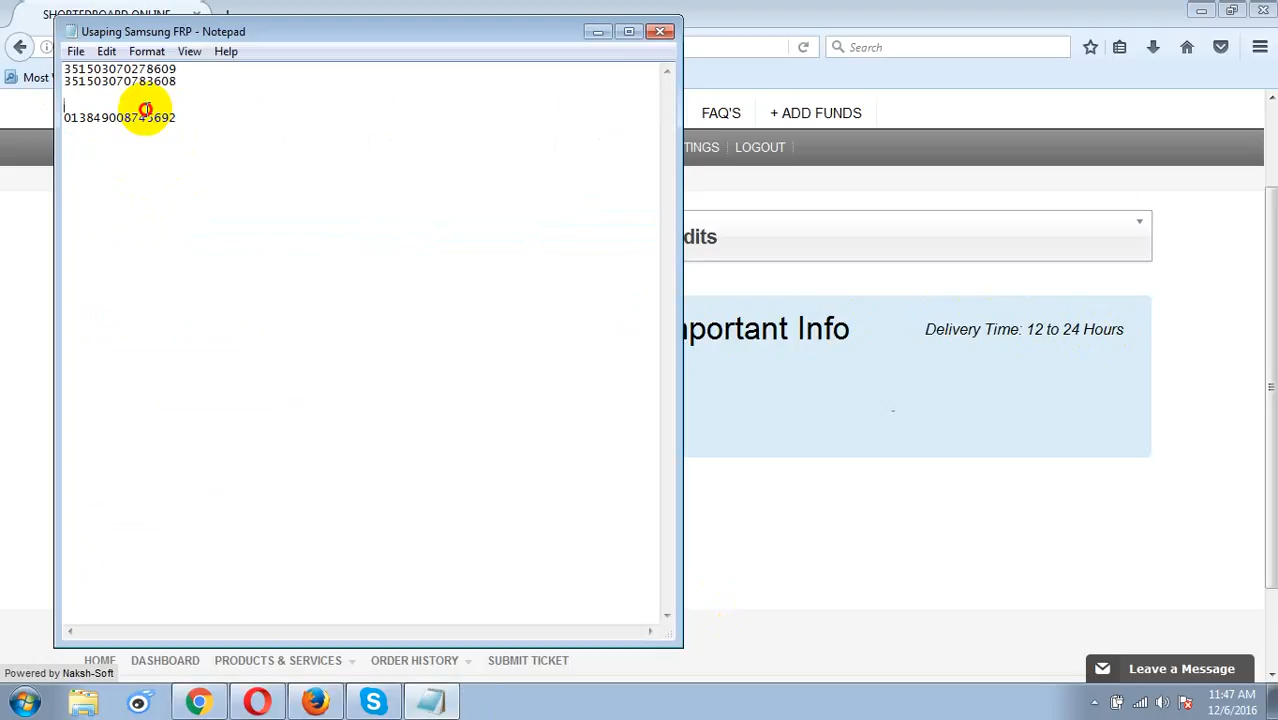 SHORTEDBOARD ONLINE
Usaping Samsung FRP - Notepad
File Edit Format View Help
Search
Most
351503070278609
351503070783608
013849008745692
FAQ'S + ADD FUNDS
TINGS LOGOUT
dits
mportant Info
Delivery Time: 12 to 24 Hours
-
HOME DASHBOARD PRODUCTS & SERVICES ORDER HISTORY SUBMIT TICKET
Leave a Message
Powered by Naksh-Soft
11:47 AM
12/6/2016